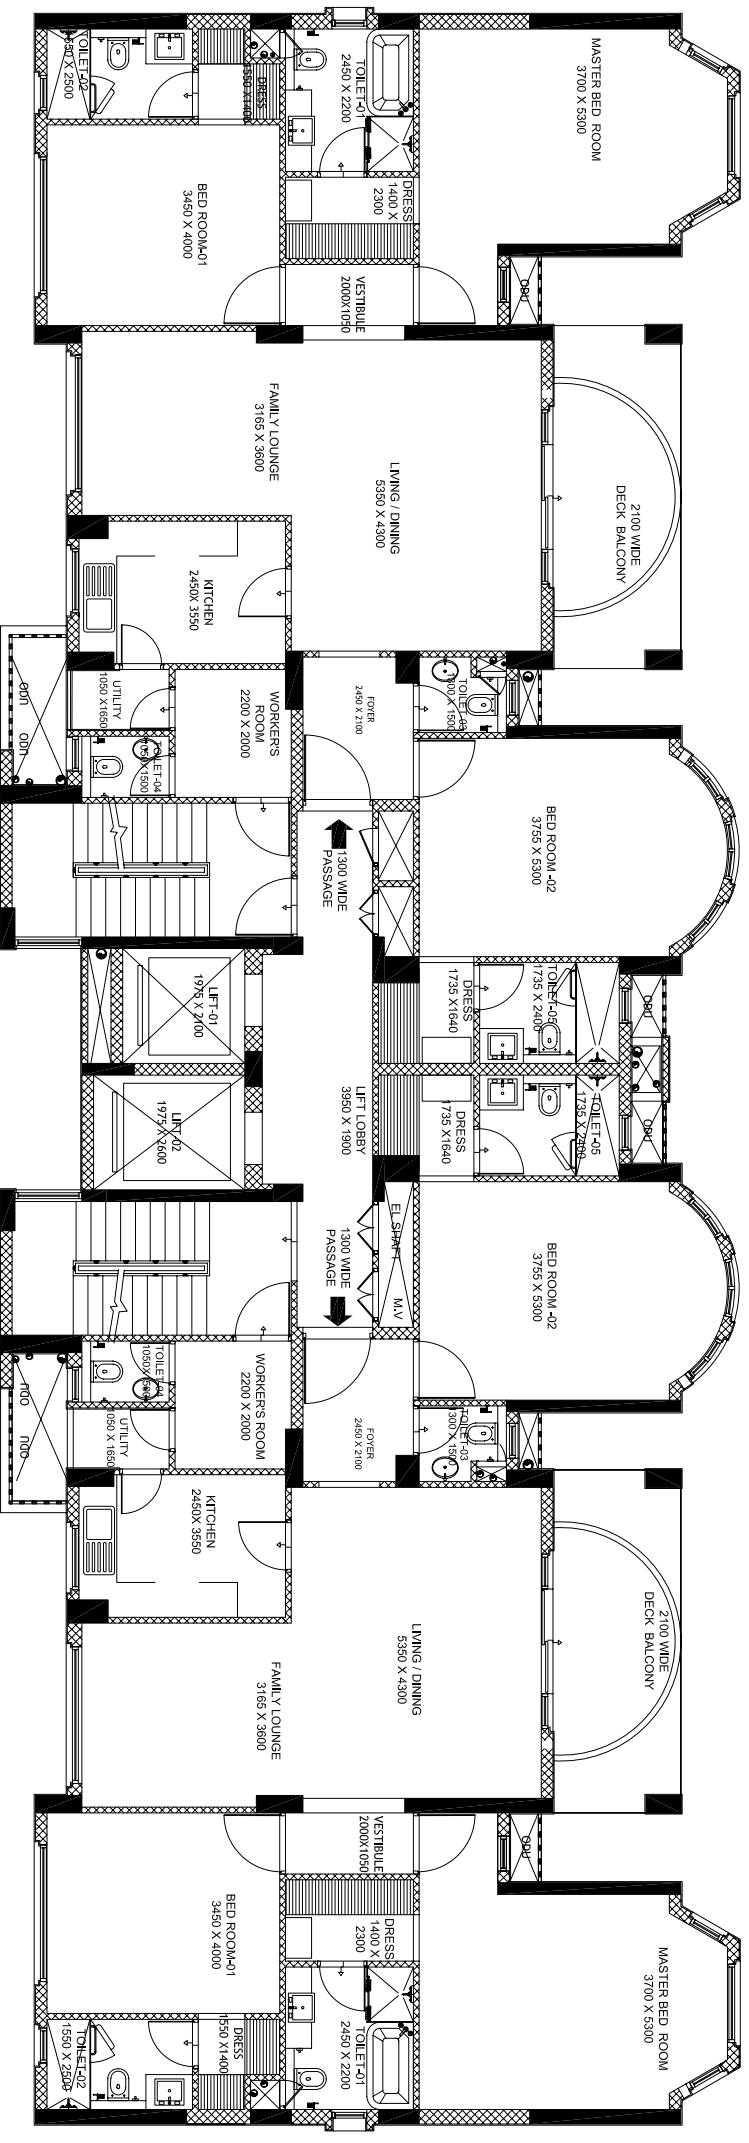 MASTER BED ROOM
3700 X 5300
TOILET-01
2450 X 2200
DRESS
1550 X1400
TOILET-02
X 2500
DRESS
1400 X
2300
BED ROOM-01
3450 X 4000
ODU
VESTIBULE
2000X1050
FAMILY LOUNGE
3165 X 3600
LIVING / DINING
5350 X 4300
2100 WIDE
DECK BALCONY
KITCHEN
2450X 3550
UTILITY
1050 X1650
WORKER'S
ROOM
2200 X 2000
FOYER
2450 X 2100
TOILET-03
1300 X 1500
TOILET-04
1050X1500
ODU
ODU
BED ROOM -02
3755 X 5300
1300 WIDE
PASSAGE
LIFT-01
1975 X 2100
DRESS
1735 X1640
TOILET-05
1735 X 2400
ODU
LIFT-02
1975 X 2600
LIFT LOBBY
3950 X 1900
DRESS
1735 X1640
TOILET-05
1735 X 2400
ODU
EL SHAFT
M.V
1300 WIDE
PASSAGE
BED ROOM -02
3755 X 5300
TOILET-04
1050X1500
WORKER'S ROOM
2200 X 2000
UTILITY
1050 X 1650
FOYER
2450 X 2100
TOILET-03
1300 X 1500
ODU
ODU
KITCHEN
2450X 3550
LIVING / DINING
5350 X 4300
FAMILY LOUNGE
3165 X 3600
2100 WIDE
DECK BALCONY
VESTIBULE
2000X1050
ODU
BED ROOM-01
3450 X 4000
DRESS
1400 X
2300
MASTER BED ROOM
3700 X 5300
TOILET-01
2450 X 2200
DRESS
1550 X1400
TOILET-02
1550 X 2500